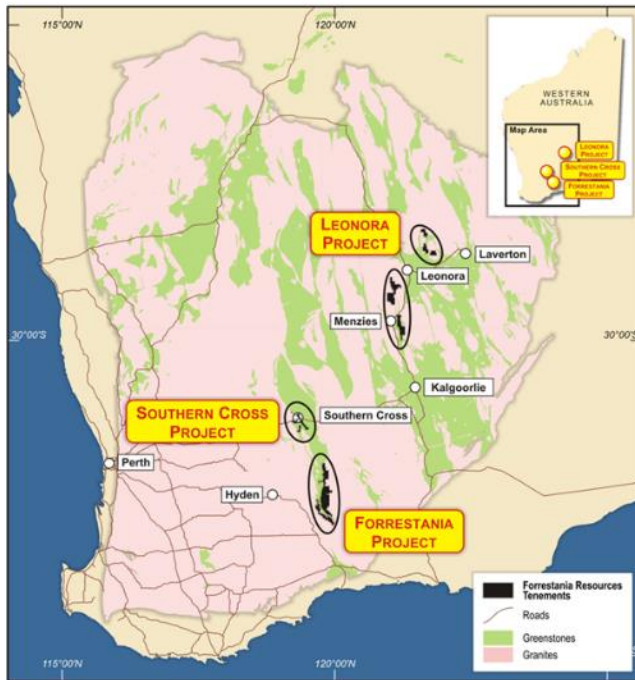 115°00'E
120°00'E
WESTERN
AUSTRALIA
Map Area
LEONORA
PROJECT
SOUTHERN CROSS
PROJECT
FORRESTANIA
PROJECT
LEONORA
PROJECT
Laverton
Leonora
Menzies
30°00'S
30°00'S
Kalgoorlie
SOUTHERN CROSS
PROJECT
Southern Cross
Perth
Hyden
FORRESTANIA
PROJECT
Forrestania Resources
Tenements
Roads
Greenstones
Granites
115°00'E
120°00'E